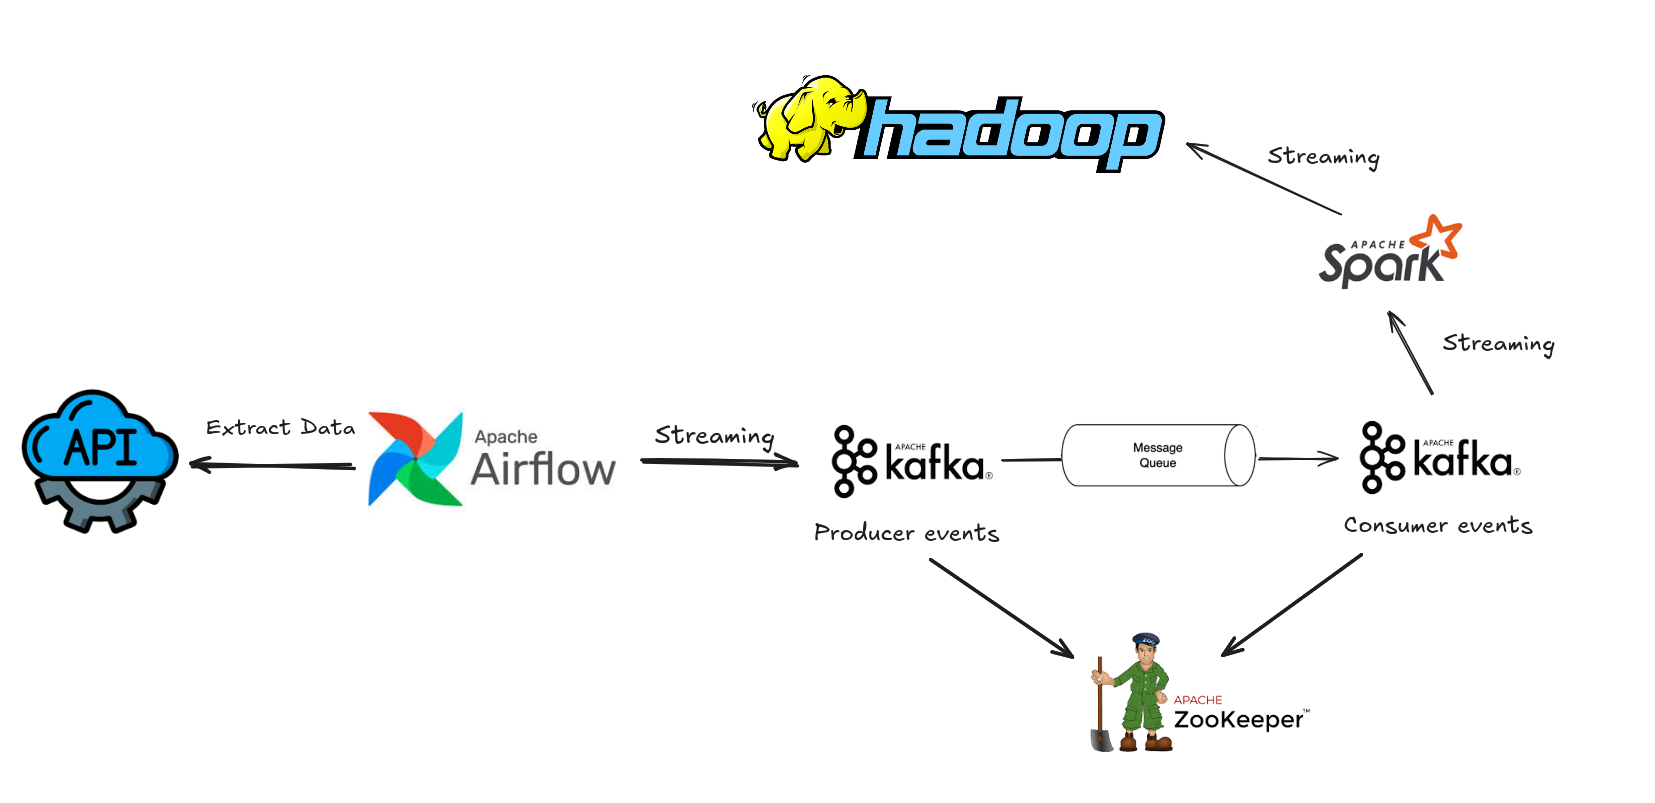 hadoop
Streaming
APACHE
Spark
Streaming
API
Extract Data
Apache
Airflow
Streaming
APACHE
kafka®
Message
Queue
APACHE
kafka®
Producer events
Consumer events
ZOO
APACHE
ZooKeeper™